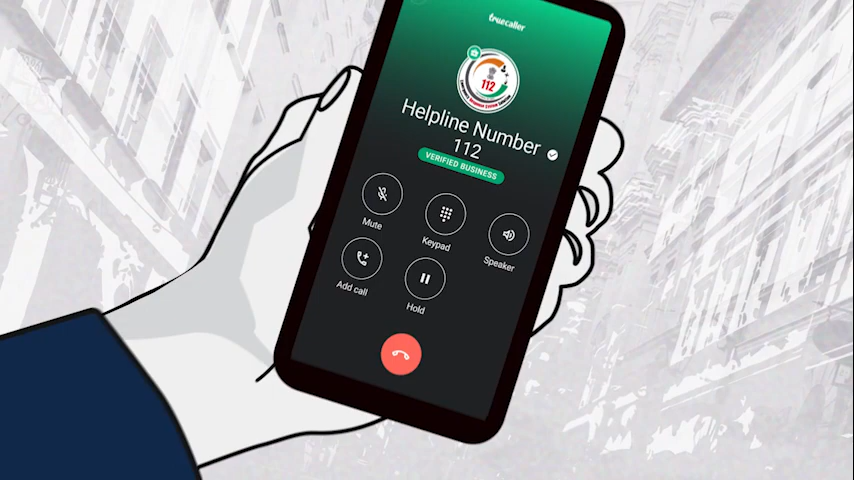 truecaller
112
Helpline Number
112
VERIFIED BUSINESS
Mute
Keypad
Speaker
Add call
Hold